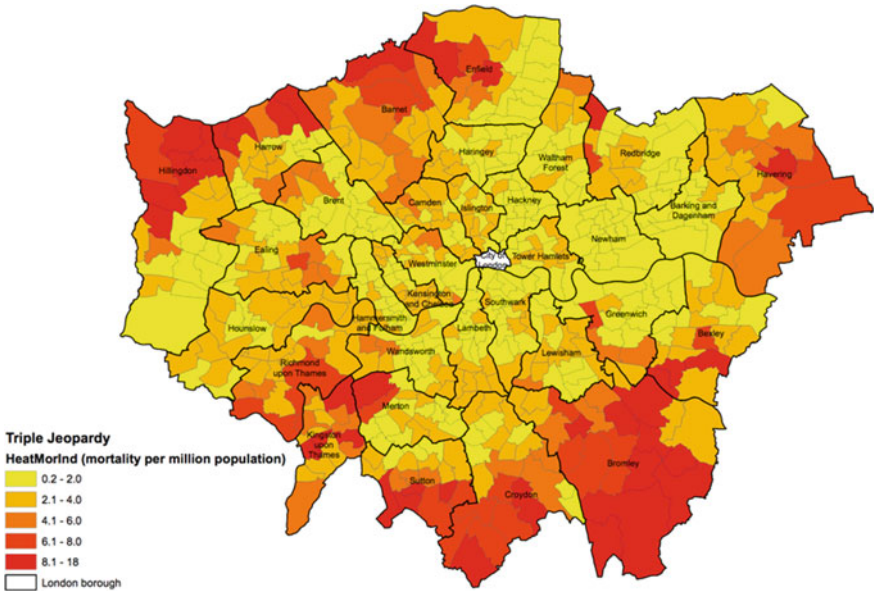 Enfield
Barnet
Harrow
Hillingdon
Haringey
Waltham
Forest
Redbridge
Havering
Brent
Camden
Islington
Hackney
Barking and
Dagenham
Ealing
Westminster
City of
London
Tower Hamlets
Newham
Kensington
and Chelsea
Southwark
Greenwich
Hounslow
Hammersmith
and Fulham
Lambeth
Bexley
Wandsworth
Lewisham
Richmond
upon Thames
Merton
Kingston
upon
Thames
Bromley
Sutton
Croydon
Triple Jeopardy
HeatMorInd (mortality per million population)
0.2 - 2.0
2.1 - 4.0
4.1 - 6.0
6.1 - 8.0
8.1 - 18
London borough